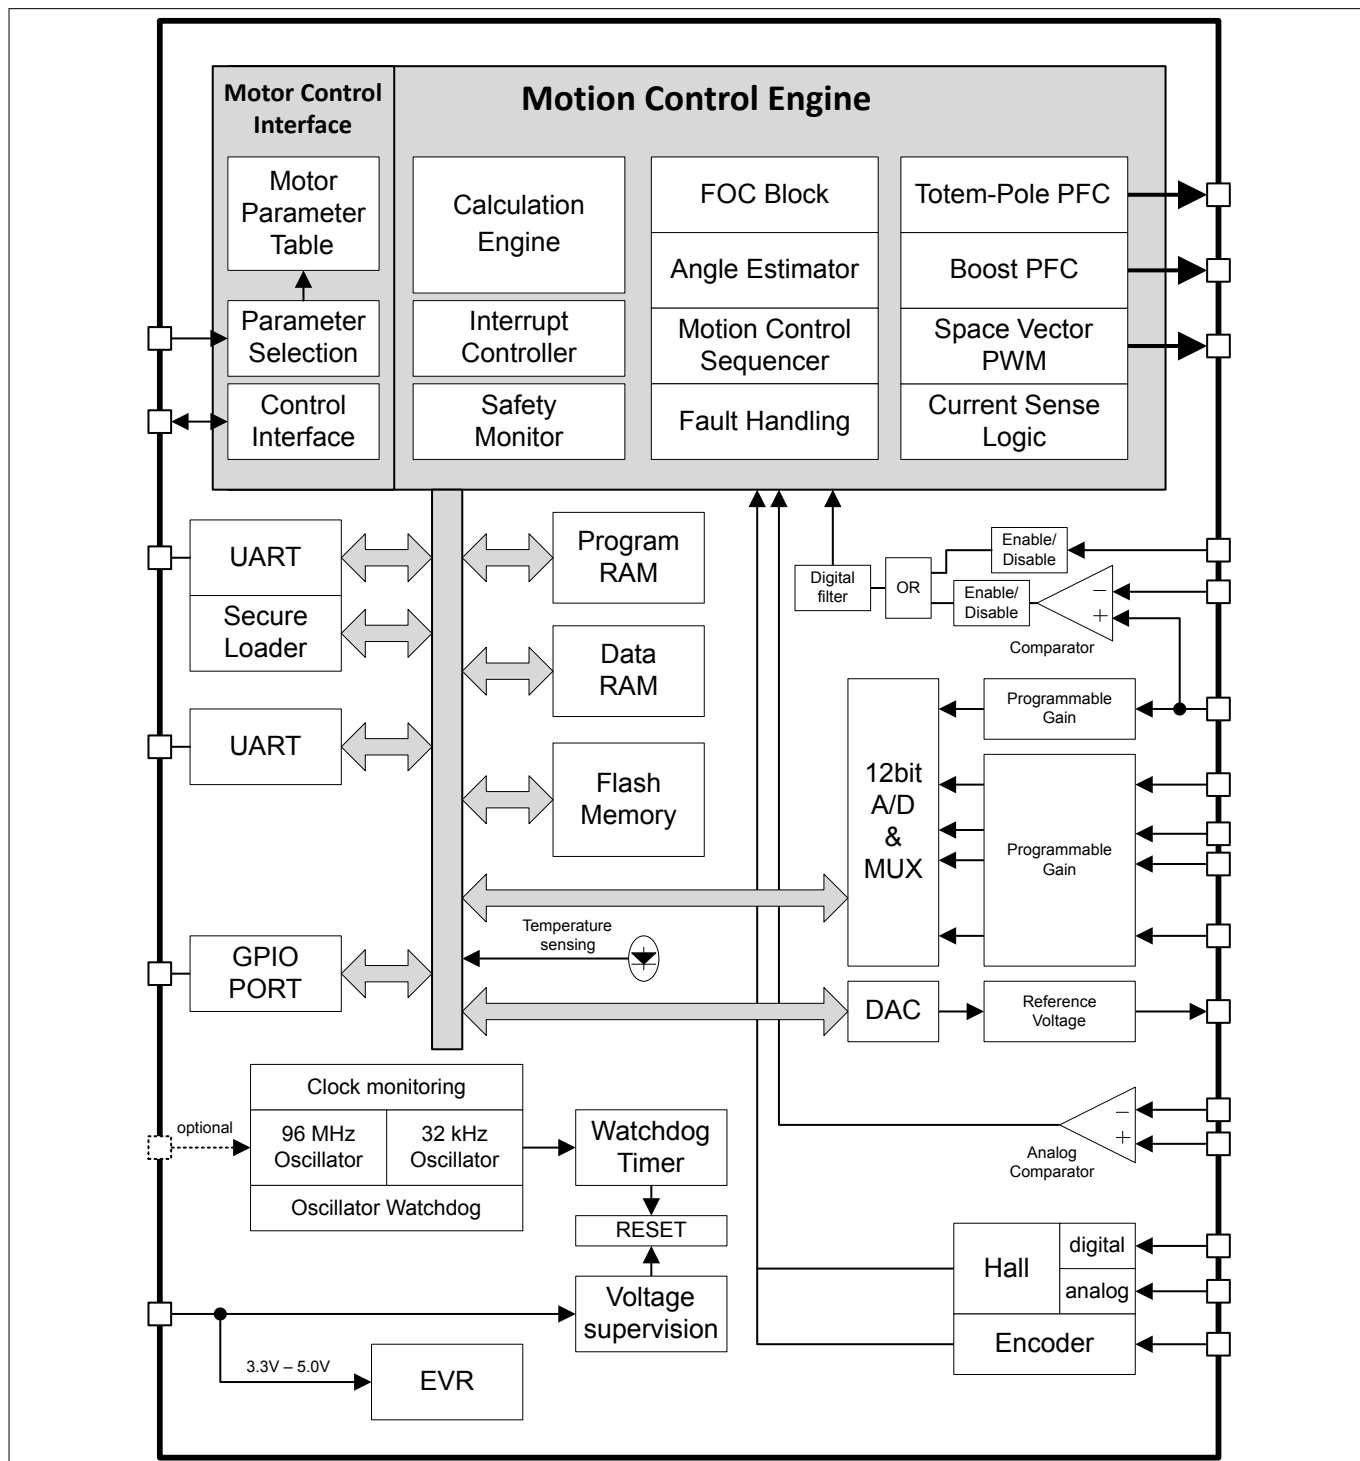 Motor Control
Interface
Motion Control Engine
Motor
Parameter
Table
Parameter
Selection
Control
Interface
Calculation
Engine
Interrupt
Controller
Safety
Monitor
FOC Block
Angle Estimator
Motion Control
Sequencer
Fault Handling
Totem-Pole PFC
Boost PFC
Space Vector
PWM
Current Sense
Logic
UART
Secure
Loader
UART
GPIO
PORT
Program
RAM
Data
RAM
Flash
Memory
Temperature
sensing
Digital
filter
OR
Enable/
Disable
Enable/
Disable
−
+
Comparator
12bit
A/D
&
MUX
Programmable
Gain
Programmable
Gain
DAC
Reference
Voltage
−
+
Analog
Comparator
optional
Clock monitoring
96 MHz
Oscillator
32 kHz
Oscillator
Oscillator Watchdog
Watchdog
Timer
RESET
Voltage
supervision
3.3V – 5.0V
EVR
Hall
digital
analog
Encoder